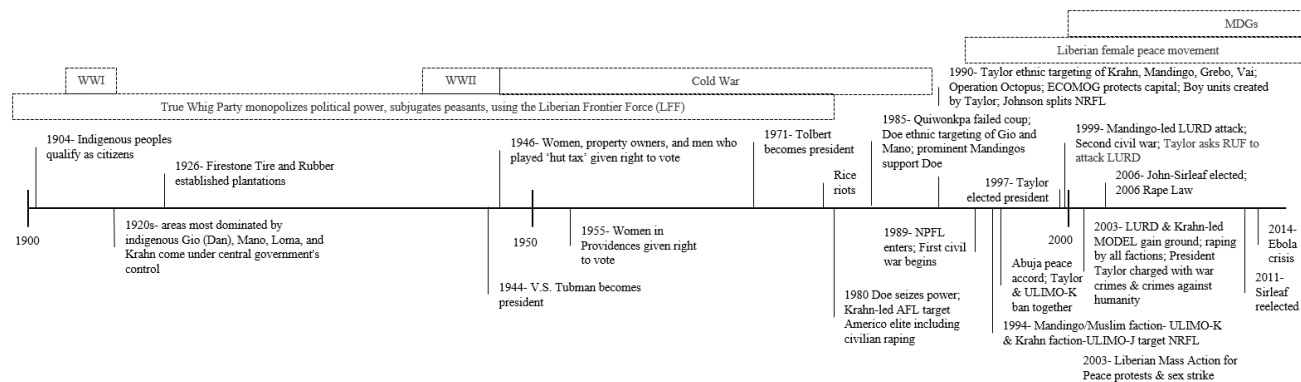 MDGs
Liberian female peace movement
WWI
WWII
Cold War
True Whig Party monopolizes political power, subjugates peasants, using the Liberian Frontier Force (LFF)
1904- Indigenous peoples
qualify as citizens
1926- Firestone Tire and Rubber
established plantations
1946- Women, property owners, and men who
played ‘hut tax’ given right to vote
1971- Tolbert
becomes president
Rice
riots
1985- Quiwonkpa failed coup;
Doe ethnic targeting of Gio and
Mano; prominent Mandingos
support Doe
1990- Taylor ethnic targeting of Krahn, Mandingo, Grebo, Vai;
Operation Octopus; ECOMOG protects capital; Boy units created
by Taylor; Johnson splits NRFL
1997- Taylor
elected president
1999- Mandingo-led LURD attack;
Second civil war; Taylor asks RUF to
attack LURD
2006- John-Sirleaf elected;
2006 Rape Law
1900
1950
2000
1920s- areas most dominated by
indigenous Gio (Dan), Mano, Loma, and
Krahn come under central government's
control
1944- V.S. Tubman becomes
president
1955- Women in
Providences given right
to vote
1980 Doe seizes power;
Krahn-led AFL target
Americo elite including
civilian raping
1989- NPFL
enters; First civil
war begins
1994- Mandingo/Muslim faction- ULIMO-K
& Krahn faction-ULIMO-J target NRFL
Abuja peace
accord; Taylor
& ULIMO-K
ban together
2003- LURD & Krahn-led
MODEL gain ground; raping
by all factions; President
Taylor charged with war
crimes & crimes against
humanity
2003- Liberian Mass Action for
Peace protests & sex strike
2014-
Ebola
crisis
2011-
Sirleaf
reelected